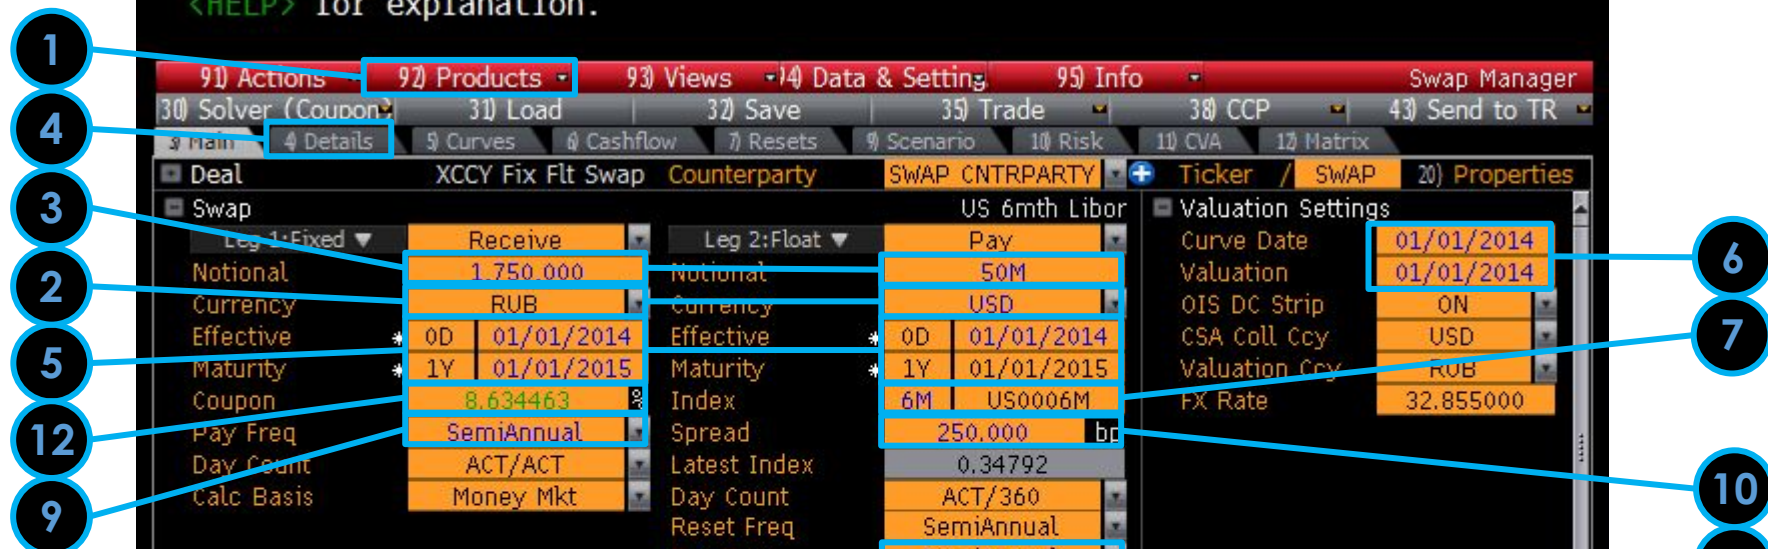 <HELP> for explanation.
1
91) Actions 92) Products 93) Views 94) Data & Setting 95) Info Swap Manager
30) Solver (Coupon) 31) Load 32) Save 35) Trade 38) CCP 43) Send to TR
4
3) Main 4) Details 5) Curves 6) Cashflow 7) Resets 9) Scenario 10) Risk 11) CVA 12) Matrix
Deal XCCY Fix Flt Swap Counterparty SWAP CNTRPARTY Ticker / SWAP 20) Properties
3
Swap US 6mth Libor Valuation Settings
Leg 1:Fixed Receive Leg 2:Float Pay Curve Date 01/01/2014
6
Notional 1.750.000 Notional 50M Valuation 01/01/2014
2
Currency RUB Currency USD OIS DC Strip ON
Effective * 0D 01/01/2014 Effective * 0D 01/01/2014 CSA Coll Ccy USD
7
5
Maturity * 1Y 01/01/2015 Maturity * 1Y 01/01/2015 Valuation Ccy RUB
Coupon 8.634463 % Index 6M US0006M FX Rate 32.855000
12
Pay Freq SemiAnnual Spread 250.000 bp
Day Count ACT/ACT Latest Index 0.34792
Calc Basis Money Mkt Day Count ACT/360
10
9
Reset Freq SemiAnnual